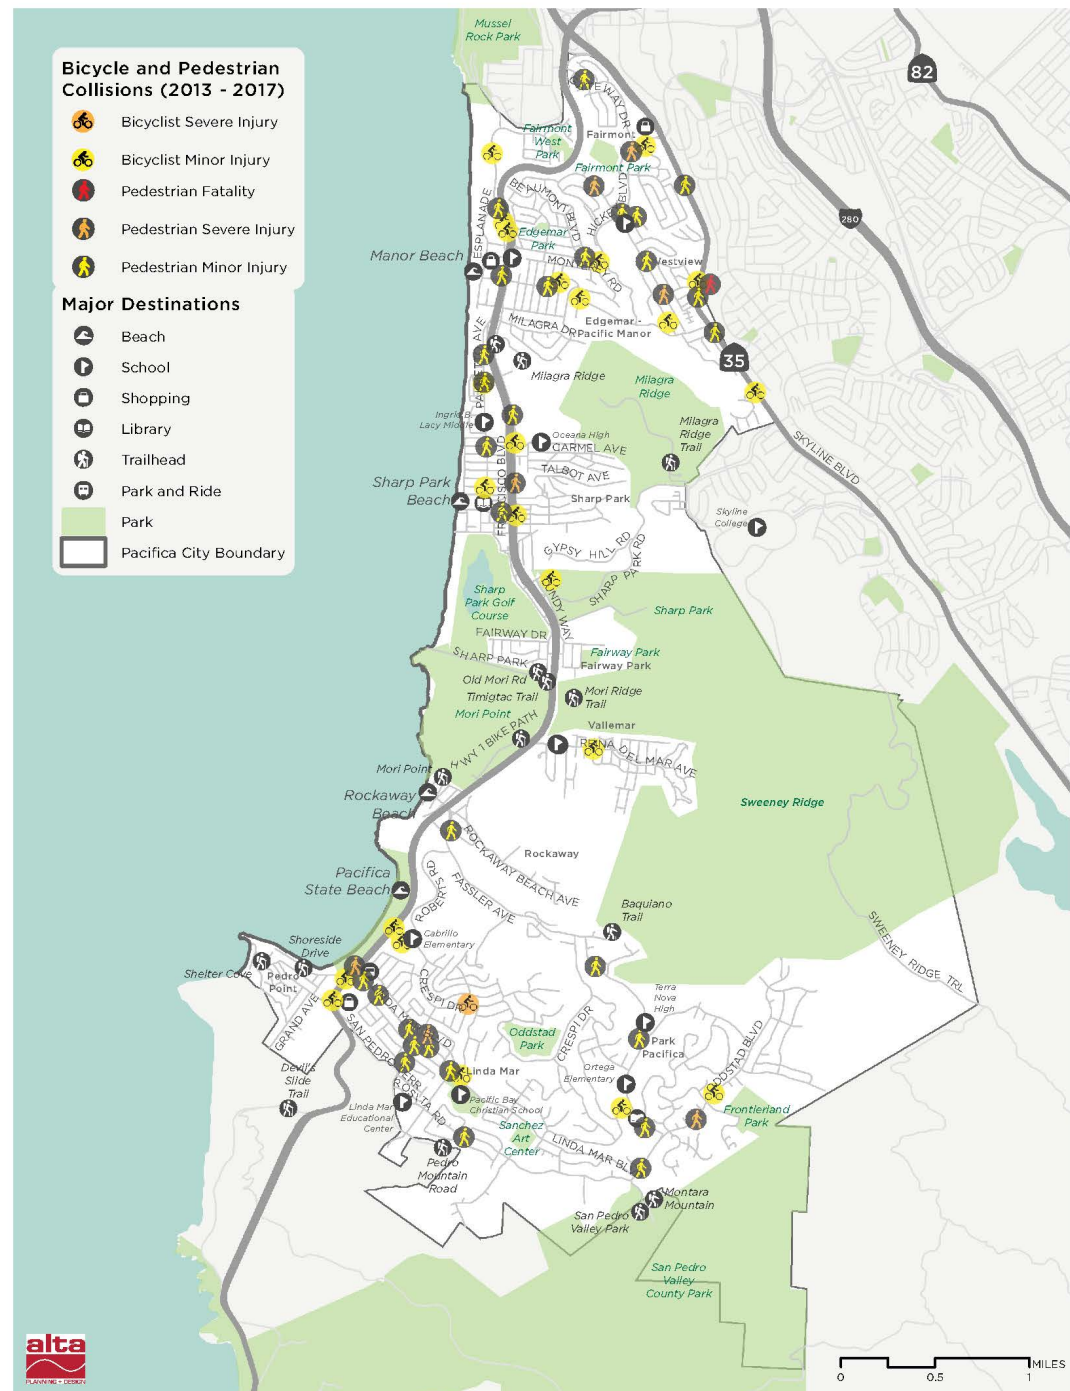 Bicycle and Pedestrian
Collisions (2013 - 2017)
Bicyclist Severe Injury
Bicyclist Minor Injury
Pedestrian Fatality
Pedestrian Severe Injury
Pedestrian Minor Injury
Major Destinations
Beach
School
Shopping
Library
Trailhead
Park and Ride
Park
Pacifica City Boundary
Mussel
Rock Park
82
280
Fairmont
Fairmont
West
Park
Fairmont Park
ESPLANADE
BEAUMONT BLVD
Edgemar
Park
Manor Beach
Westview
MILAGRA DR
Edgemar -
Pacific Manor
35
Milagra Ridge
Milagra
Ridge
Milagra
Ridge
Trail
SKYLINE BLVD
Ingrid B.
Lacy Middle
Oceana High
CARMEL AVE
TALBOT AVE
Sharp Park
Sharp Park
Beach
Skyline
College
GYPSY HILL RD
SHARP PARK RD
Sharp
Park Golf
Course
Sharp Park
FAIRWAY DR
SHARP PARK
Fairway Park
Fairway Park
Old Mori Rd
Timigtac Trail
Mori Ridge
Trail
Mori Point
HWY 1 BIKE PATH
Vallemar
REINA DEL MAR AVE
Mori Point
Rockaway
Beach
Sweeney Ridge
ROCKAWAY BEACH AVE
Rockaway
FASSLER AVE
ROBERTS RD
Pacifica
State Beach
Baquiano
Trail
Cabrillo
Elementary
SWEENEY RIDGE TRL
Shoreside
Drive
Shelter Cove
Pedro
Point
GRAND AVE
CRESPI DR
CRESPI DR
Terra
Nova
High
Park
Pacifica
ODDSTAD BLVD
Oddstad
Park
Devil's
Slide
Trail
Linda Mar
Ortega
Elementary
Linda Mar
Educational
Center
ROSITA RD
Pacific Bay
Christian School
Sanchez
Art
Center
Frontierland
Park
Pedro
Mountain
Road
Montara
Mountain
San Pedro
Valley Park
San Pedro
Valley
County Park
alta
PLANNING + DESIGN
0
0.5
1
MILES